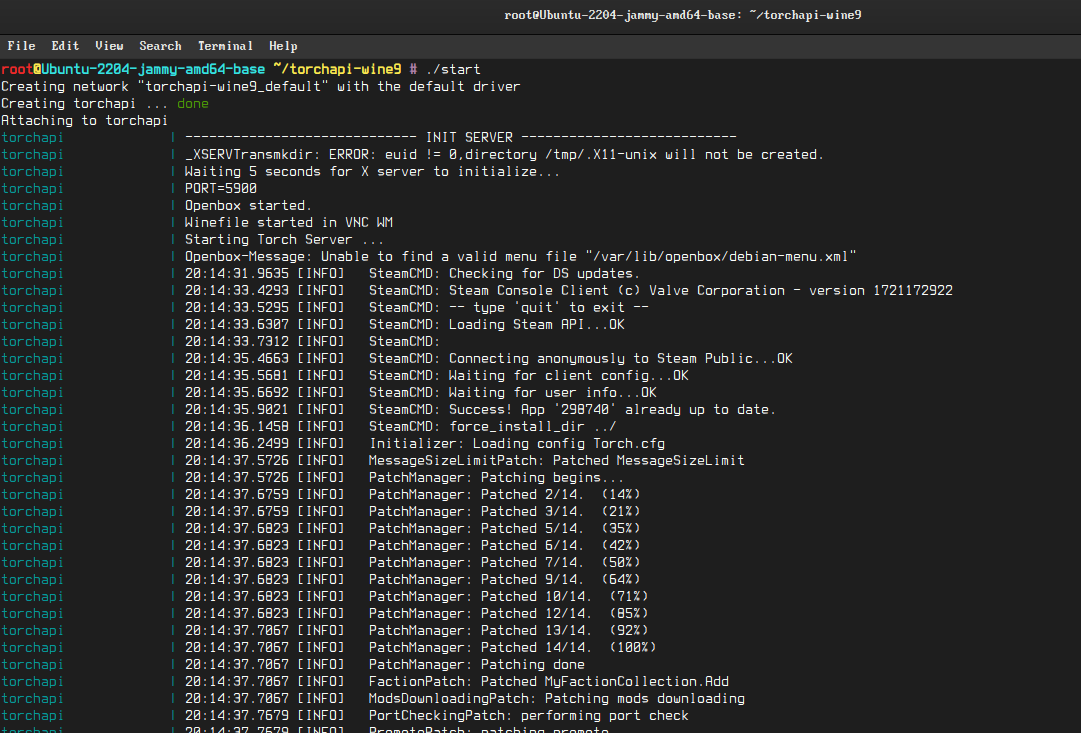 root@Ubuntu-2204-jammy-amd64-base: ~/torchapi-wine9
File Edit View Search Terminal Help
root@Ubuntu-2204-jammy-amd64-base ~/torchapi-wine9 # ./start
Creating network "torchapi-wine9_default" with the default driver
Creating torchapi ... done
Attaching to torchapi
torchapi | ----------------------------- INIT SERVER ---------------------------
torchapi | _XSERVTransmkdir: ERROR: euid != 0,directory /tmp/.X11-unix will not be created.
torchapi | Waiting 5 seconds for X server to initialize...
torchapi | PORT=5900
torchapi | Openbox started.
torchapi | Winefile started in VNC WM
torchapi | Starting Torch Server ...
torchapi | Openbox-Message: Unable to find a valid menu file "/var/lib/openbox/debian-menu.xml"
torchapi | 20:14:31.9635 [INFO] SteamCMD: Checking for DS updates.
torchapi | 20:14:33.4293 [INFO] SteamCMD: Steam Console Client (c) Valve Corporation - version 1721172922
torchapi | 20:14:33.5295 [INFO] SteamCMD: -- type 'quit' to exit --
torchapi | 20:14:33.6307 [INFO] SteamCMD: Loading Steam API...OK
torchapi | 20:14:33.7312 [INFO] SteamCMD:
torchapi | 20:14:35.4663 [INFO] SteamCMD: Connecting anonymously to Steam Public...OK
torchapi | 20:14:35.5681 [INFO] SteamCMD: Waiting for client config...OK
torchapi | 20:14:35.6692 [INFO] SteamCMD: Waiting for user info...OK
torchapi | 20:14:35.9021 [INFO] SteamCMD: Success! App '298740' already up to date.
torchapi | 20:14:36.1458 [INFO] SteamCMD: force_install_dir ../
torchapi | 20:14:36.2499 [INFO] Initializer: Loading config Torch.cfg
torchapi | 20:14:37.5726 [INFO] MessageSizeLimitPatch: Patched MessageSizeLimit
torchapi | 20:14:37.5726 [INFO] PatchManager: Patching begins...
torchapi | 20:14:37.6759 [INFO] PatchManager: Patched 2/14. (14%)
torchapi | 20:14:37.6759 [INFO] PatchManager: Patched 3/14. (21%)
torchapi | 20:14:37.6823 [INFO] PatchManager: Patched 5/14. (35%)
torchapi | 20:14:37.6823 [INFO] PatchManager: Patched 6/14. (42%)
torchapi | 20:14:37.6823 [INFO] PatchManager: Patched 7/14. (50%)
torchapi | 20:14:37.6823 [INFO] PatchManager: Patched 9/14. (64%)
torchapi | 20:14:37.6823 [INFO] PatchManager: Patched 10/14. (71%)
torchapi | 20:14:37.6823 [INFO] PatchManager: Patched 12/14. (85%)
torchapi | 20:14:37.7067 [INFO] PatchManager: Patched 13/14. (92%)
torchapi | 20:14:37.7067 [INFO] PatchManager: Patched 14/14. (100%)
torchapi | 20:14:37.7067 [INFO] PatchManager: Patching done
torchapi | 20:14:37.7067 [INFO] FactionPatch: Patched MyFactionCollection.Add
torchapi | 20:14:37.7067 [INFO] ModsDownloadingPatch: Patching mods downloading
torchapi | 20:14:37.7679 [INFO] PortCheckingPatch: performing port check
torchapi | 20:14:37.7679 [INFO] PromotePatch: patching promote